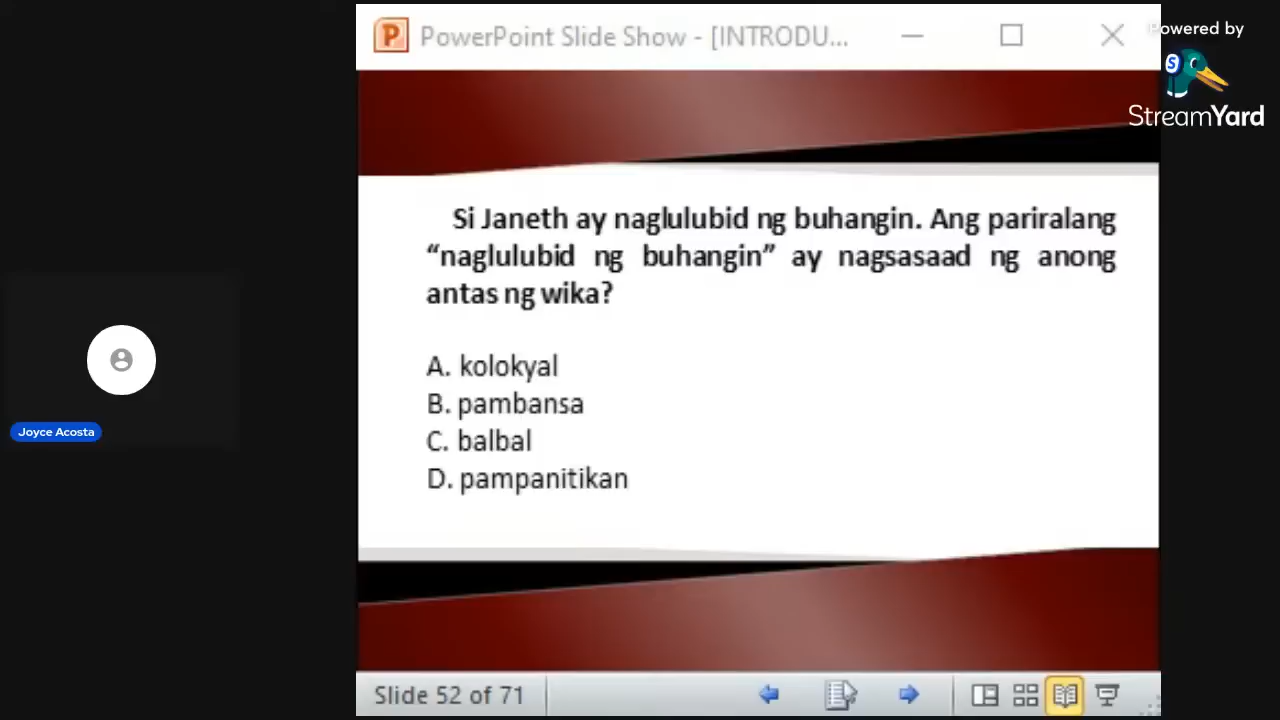 PowerPoint Slide Show - [INTRODU...
Powered by
StreamYard
Si Janeth ay naglulubid ng buhangin. Ang pariralang
“naglulubid ng buhangin” ay nagsasaad ng anong
antas ng wika?
A. kolokyal
B. pambansa
C. balbal
D. pampanitikan
Joyce Acosta
Slide 52 of 71